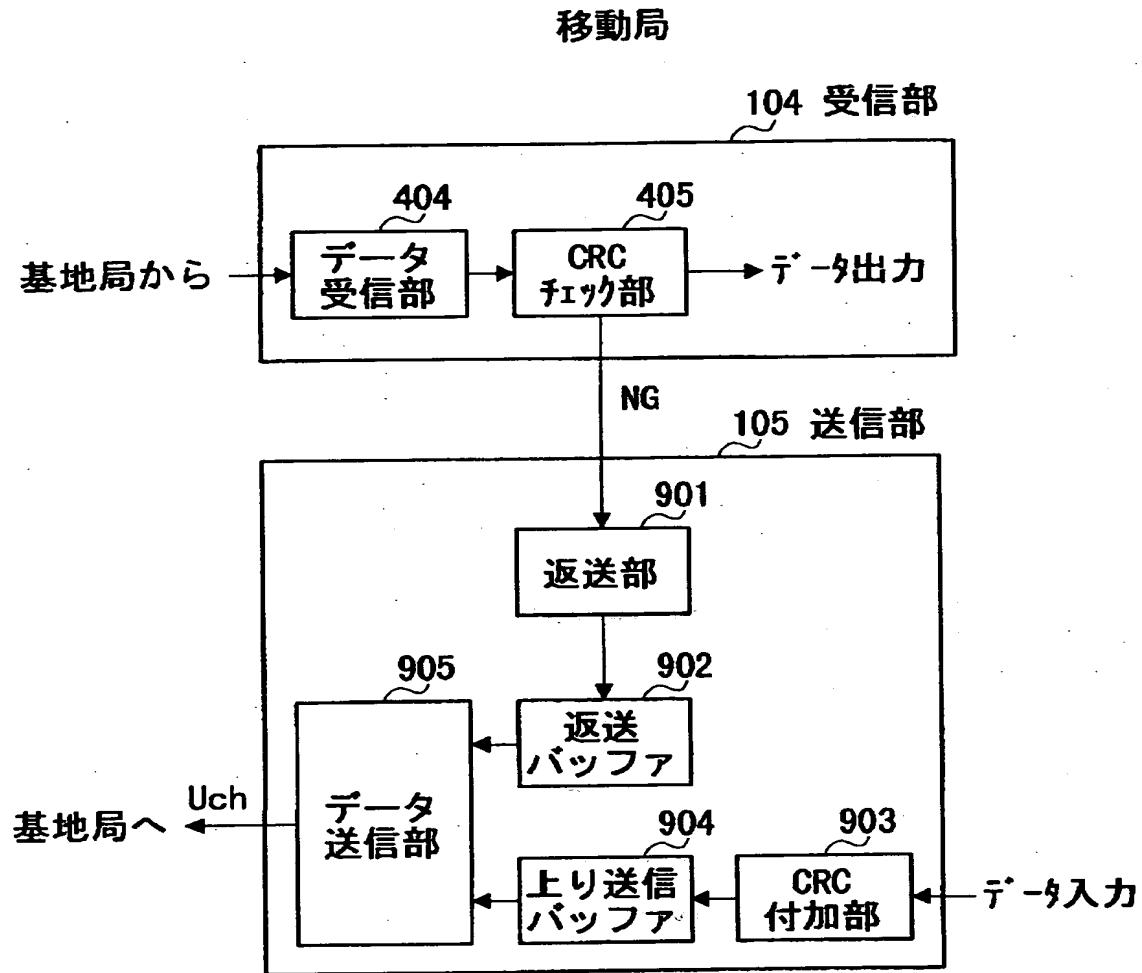 移動局
104 受信部
404
データ
受信部
405
CRC
チェック部
基地局から
データ出力
NG
105 送信部
901
返送部
902
返送
バッファ
905
データ
送信部
Uch
基地局へ
904
上り送信
バッファ
903
CRC
付加部
データ入力